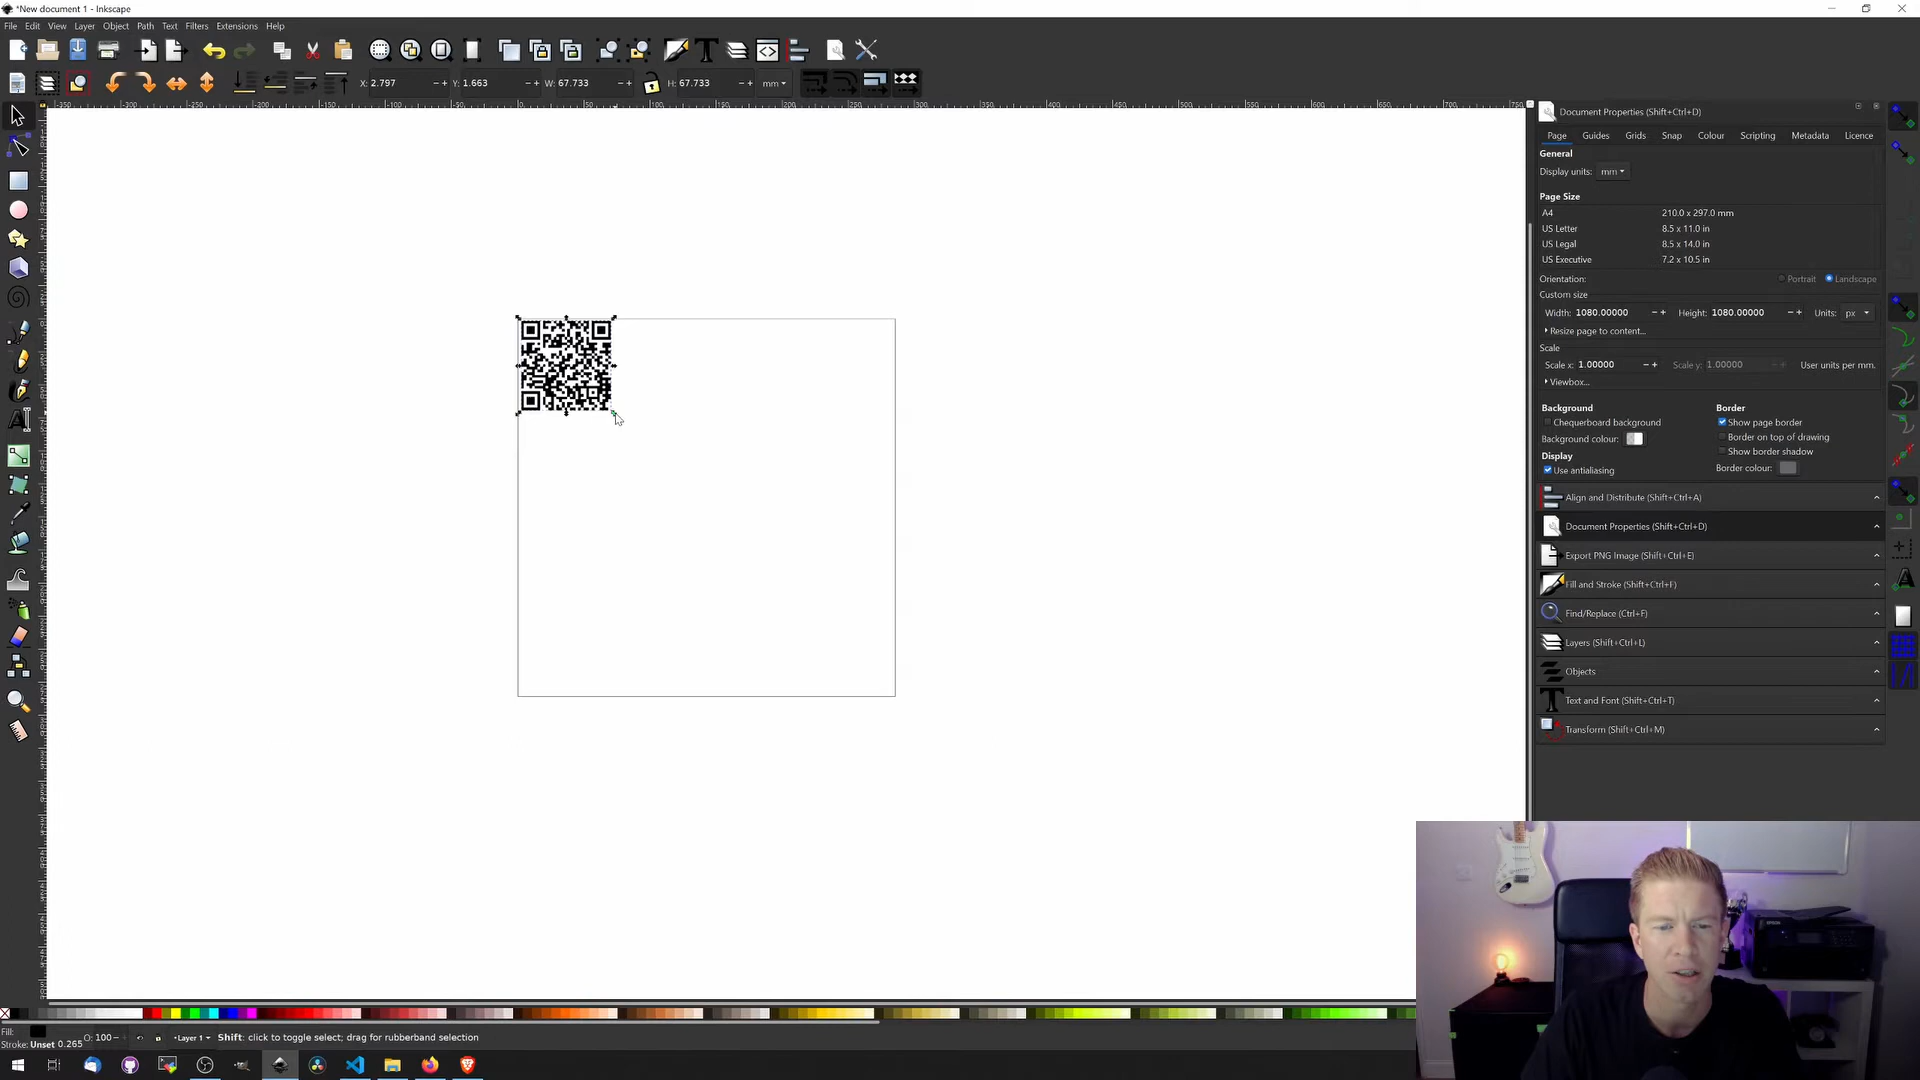 *New document 1 - Inkscape
File Edit View Layer Object Path Text Filters Extensions Help
X: 2.797 Y: 1.663 W: 67.733 H: 67.733 mm
Document Properties (Shift+Ctrl+D)
Page Guides Grids Snap Colour Scripting Metadata Licence
General
Display units: mm
Page Size
A4 210.0 x 297.0 mm
US Letter 8.5 x 11.0 in
US Legal 8.5 x 14.0 in
US Executive 7.2 x 10.5 in
Orientation: Portrait Landscape
Custom size
Width: 1080.00000 Height: 1080.00000 Units: px
Resize page to content...
Scale
Scale x: 1.00000 Scale y: 1.00000 User units per mm.
Viewbox...
Background Border
Chequerboard background Show page border
Background colour: Border on top of drawing
Display Show border shadow
Use antialiasing Border colour:
Align and Distribute (Shift+Ctrl+A)
Document Properties (Shift+Ctrl+D)
Export PNG Image (Shift+Ctrl+E)
Fill and Stroke (Shift+Ctrl+F)
Find/Replace (Ctrl+F)
Layers (Shift+Ctrl+L)
Objects
Text and Font (Shift+Ctrl+T)
Transform (Shift+Ctrl+M)
Fill:
Stroke: Unset 0.265 O: 100 Layer 1 Shift: click to toggle select; drag for rubberband selection